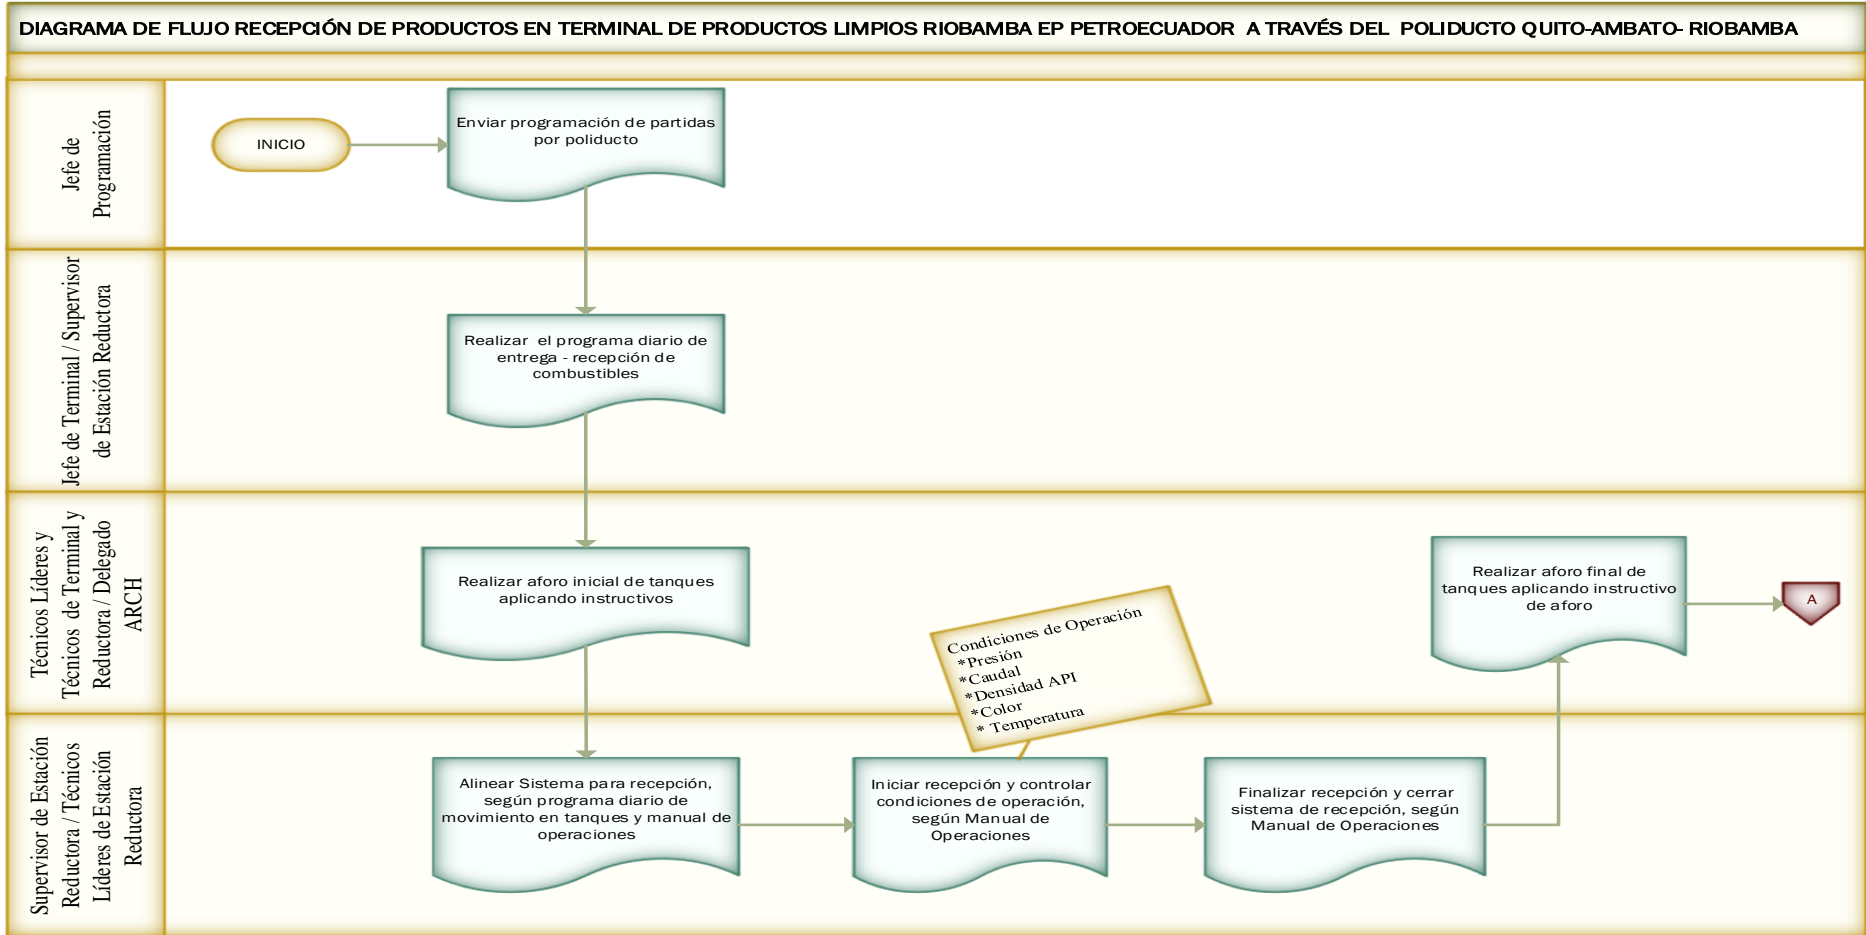 DIAGRAMA DE FLUJO RECEPCIÓN DE PRODUCTOS EN TERMINAL DE PRODUCTOS LIMPIOS RIOBAMBA EP PETROECUADOR A TRAVÉS DEL POLIDUCTO QUITO-AMBATO- RIOBAMBA
Jefe de
Programación
INICIO
Enviar programación de partidas
por poliducto
Jefe de Terminal / Supervisor
de Estación Reductora
Realizar el programa diario de
entrega - recepción de
combustibles
Técnicos Líderes y
Técnicos de Terminal y
Reductora / Delegado
ARCH
Realizar aforo inicial de tanques
aplicando instructivos
Condiciones de Operación
*Presión
*Caudal
*Densidad API
*Color
* Temperatura
Realizar aforo final de
tanques aplicando instructivo
de aforo
A
Supervisor de Estación
Reductora / Técnicos
Líderes de Estación
Reductora
Alinear Sistema para recepción,
según programa diario de
movimiento en tanques y manual de
operaciones
Iniciar recepción y controlar
condiciones de operación,
según Manual de
Operaciones
Finalizar recepción y cerrar
sistema de recepción, según
Manual de Operaciones